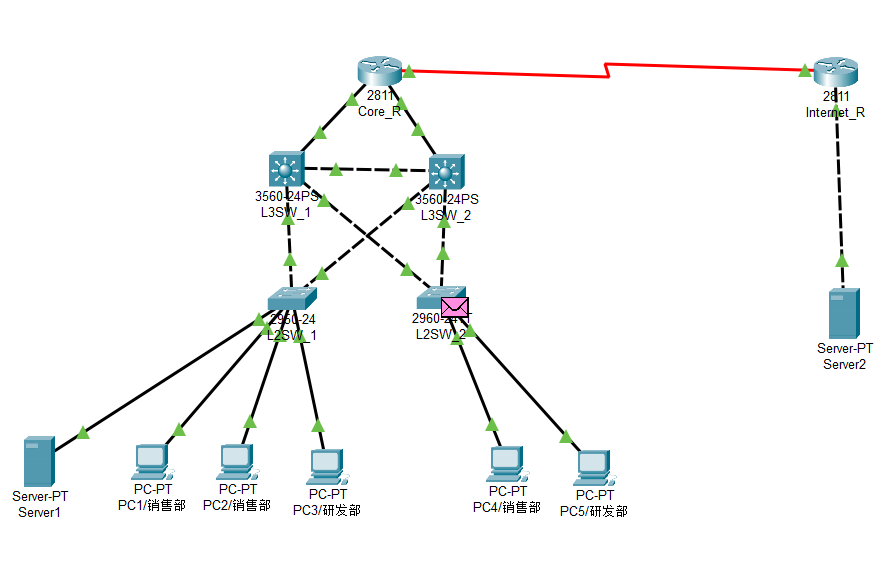 2811
Core_R
2811
Internet_R
3560-24PS
L3SW_1
3560-24PS
L3SW_2
2960-24
L2SW_1
2960-24
L2SW_2
Server-PT
Server2
Server-PT
Server1
PC-PT
PC1/销售部
PC-PT
PC2/销售部
PC-PT
PC3/研发部
PC-PT
PC4/销售部
PC-PT
PC5/研发部